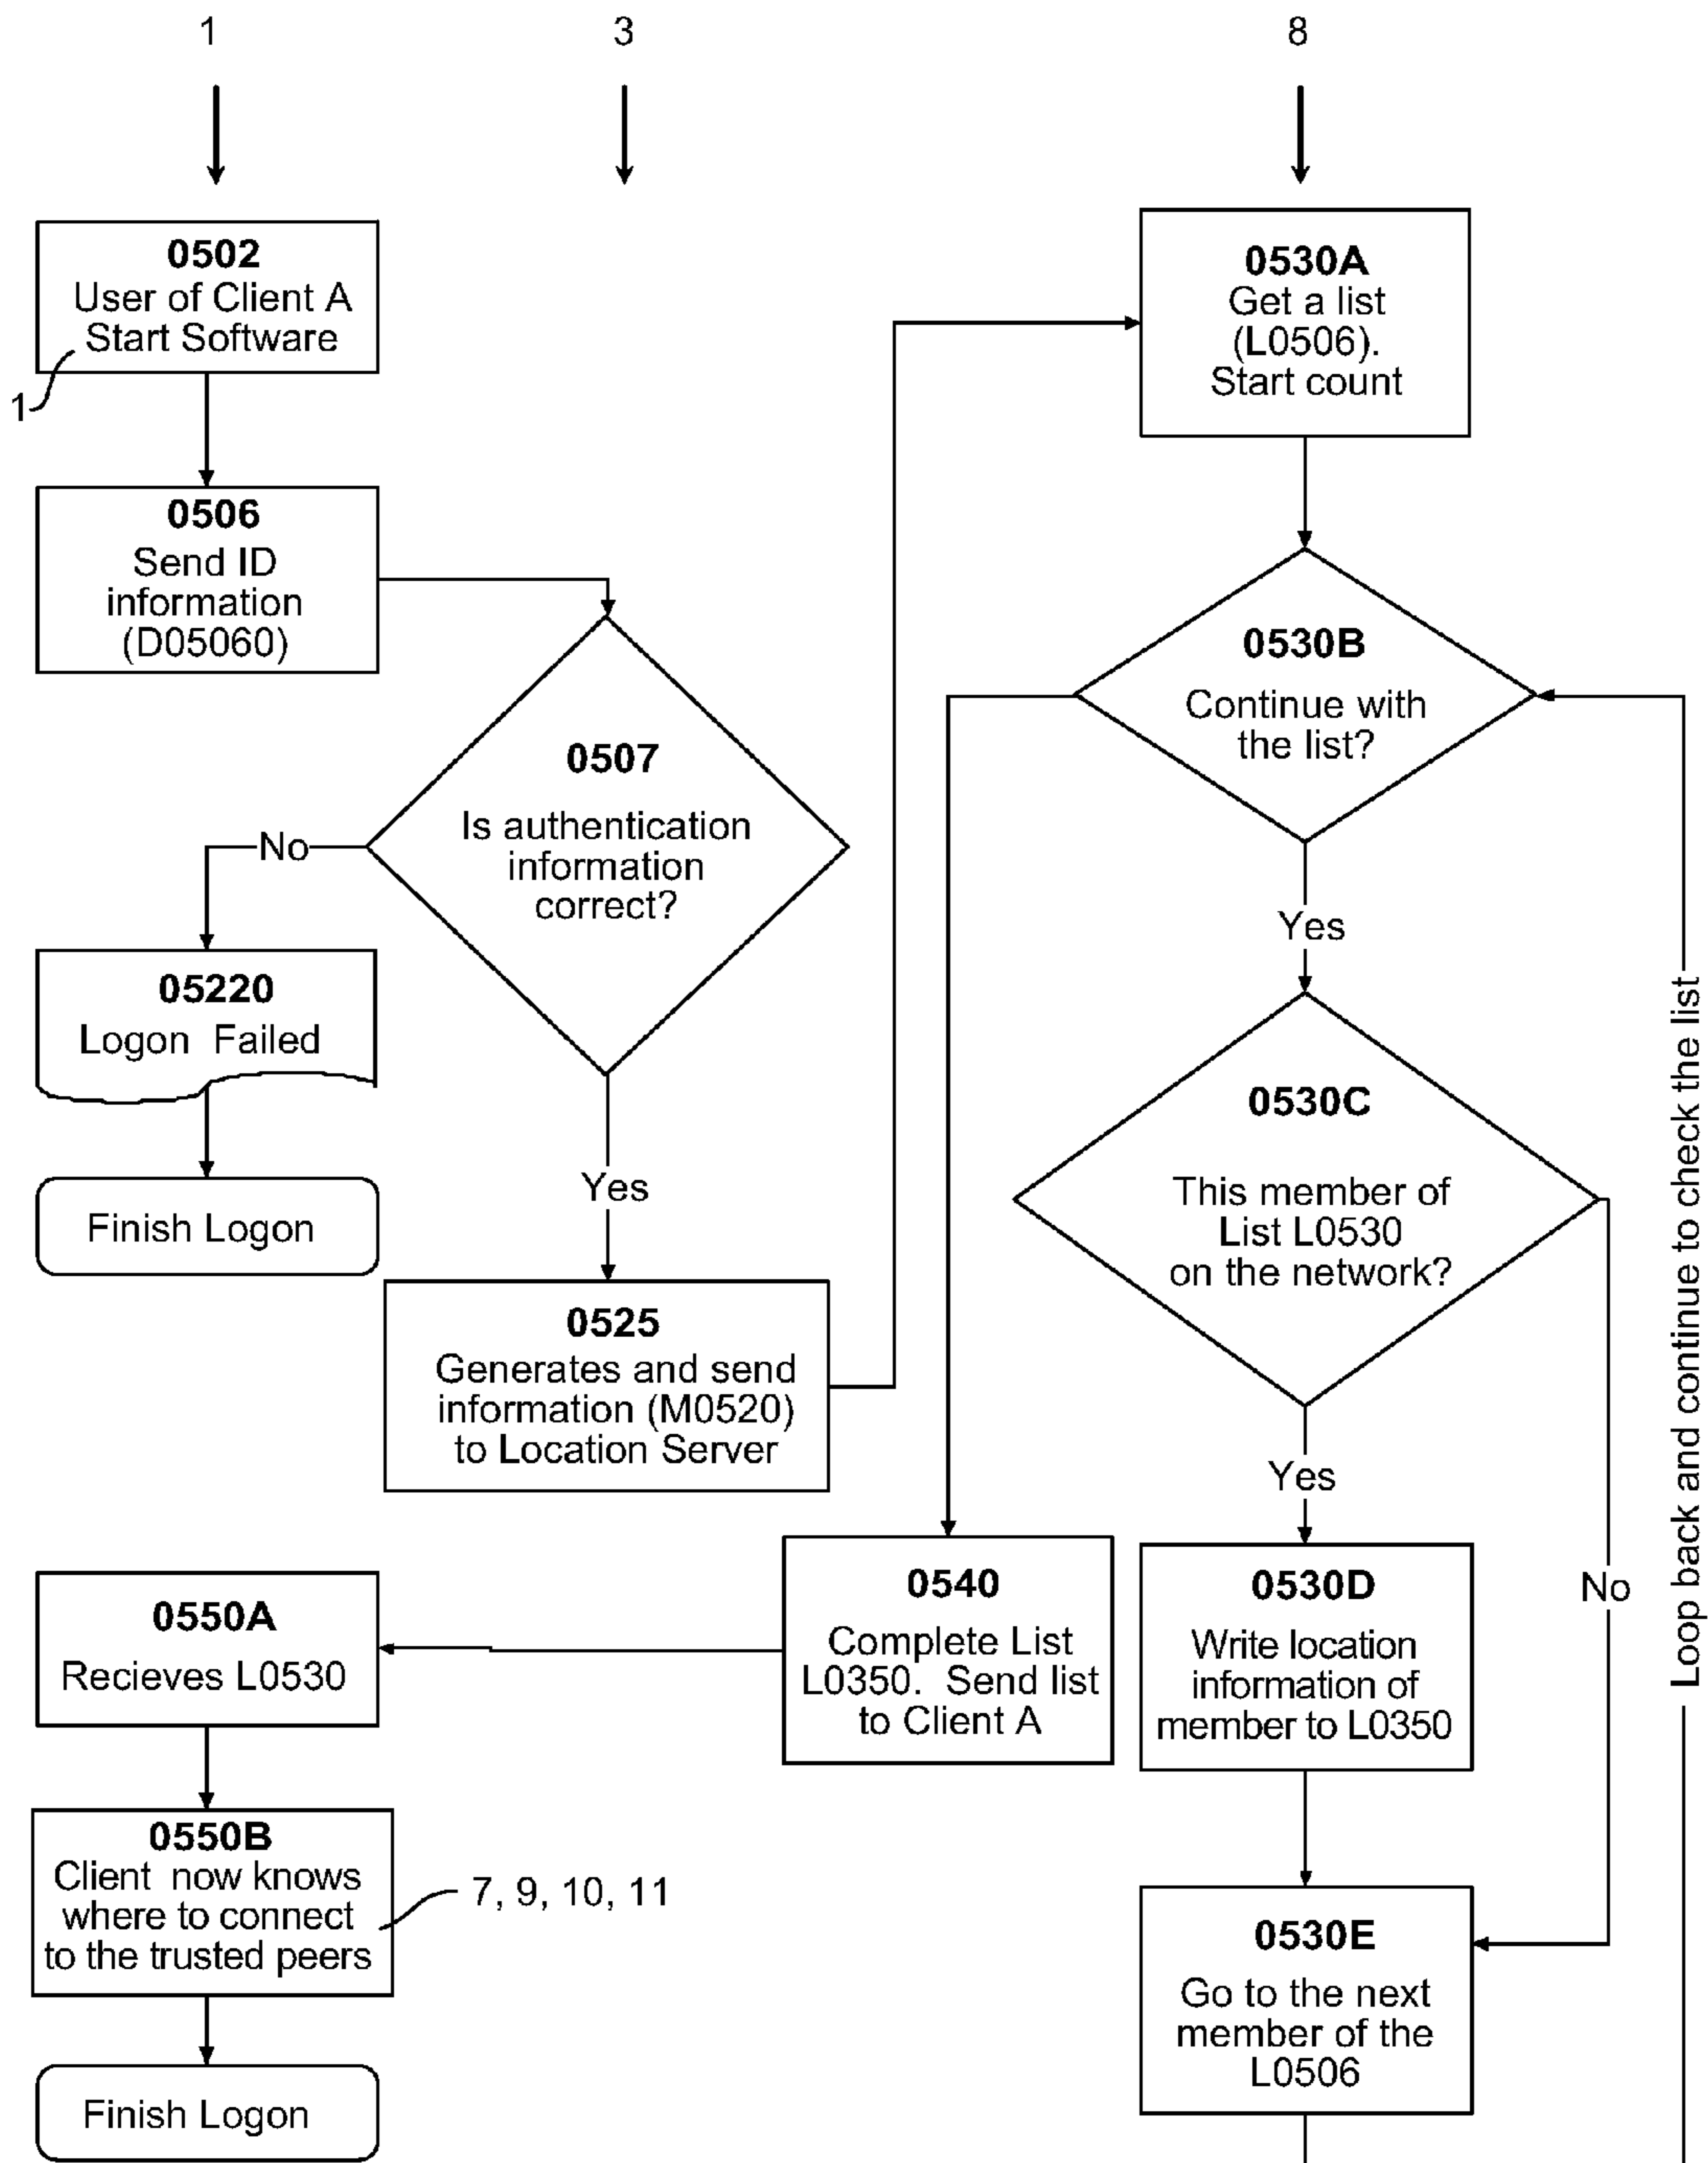 1
3
8
0502
User of Client A
Start Software
1
0506
Send ID
information
(D05060)
0507
Is authentication
information
correct?
No
05220
Logon Failed
Finish Logon
Yes
0525
Generates and send
information (M0520)
to Location Server
0530A
Get a list
(L0506).
Start count
0530B
Continue with
the list?
Yes
0530C
This member of
List L0530
on the network?
Yes
No
0530D
Write location
information of
member to L0350
0530E
Go to the next
member of the
L0506
Loop back and continue to check the list
0540
Complete List
L0350. Send list
to Client A
0550A
Recieves L0530
0550B
Client now knows
where to connect
to the trusted peers
7, 9, 10, 11
Finish Logon